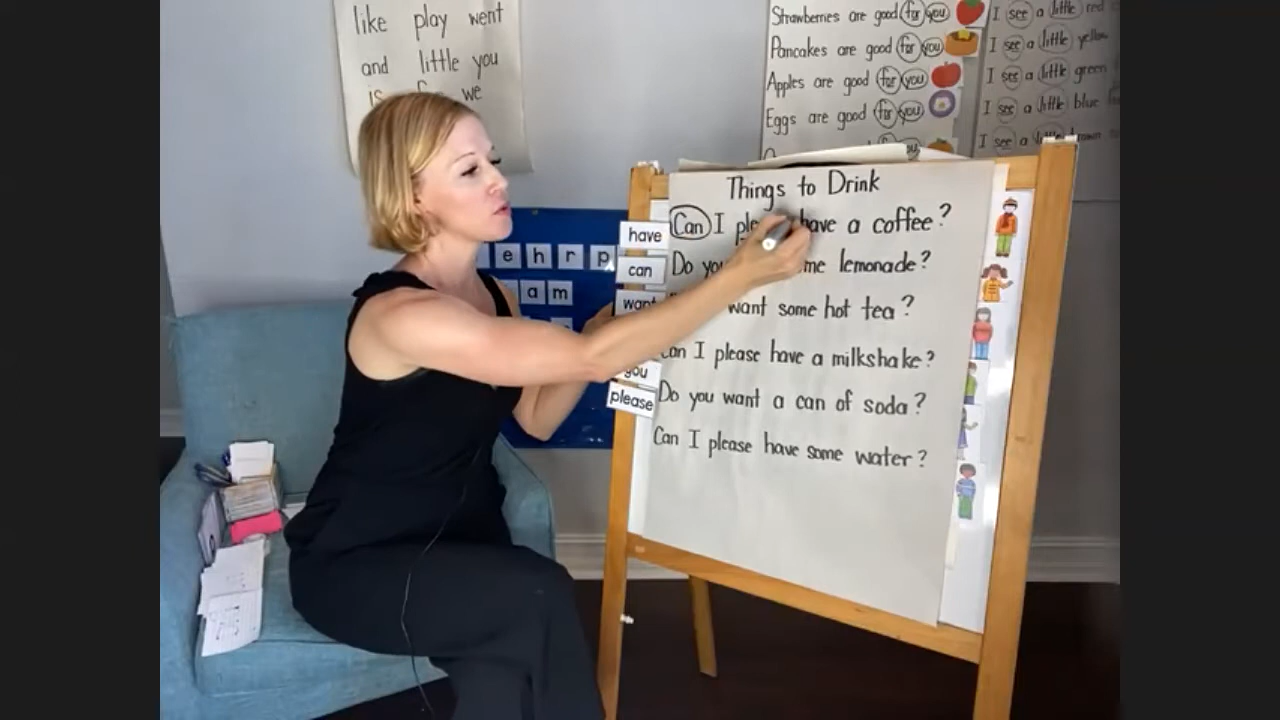 like play went
and little you
we
Strawberries are good for you
Pancakes are good for you
Apples are good for you
Eggs are good for you
I see a little red
I see a little yellow
I see a little green
I see a little blue
I see a little brown
e h r p
a m
have
can
want
you
please
Things to Drink
Can I have a coffee?
Do you lemonade?
want some hot tea?
Can I please have a milkshake?
Do you want a can of soda?
Can I please have some water?